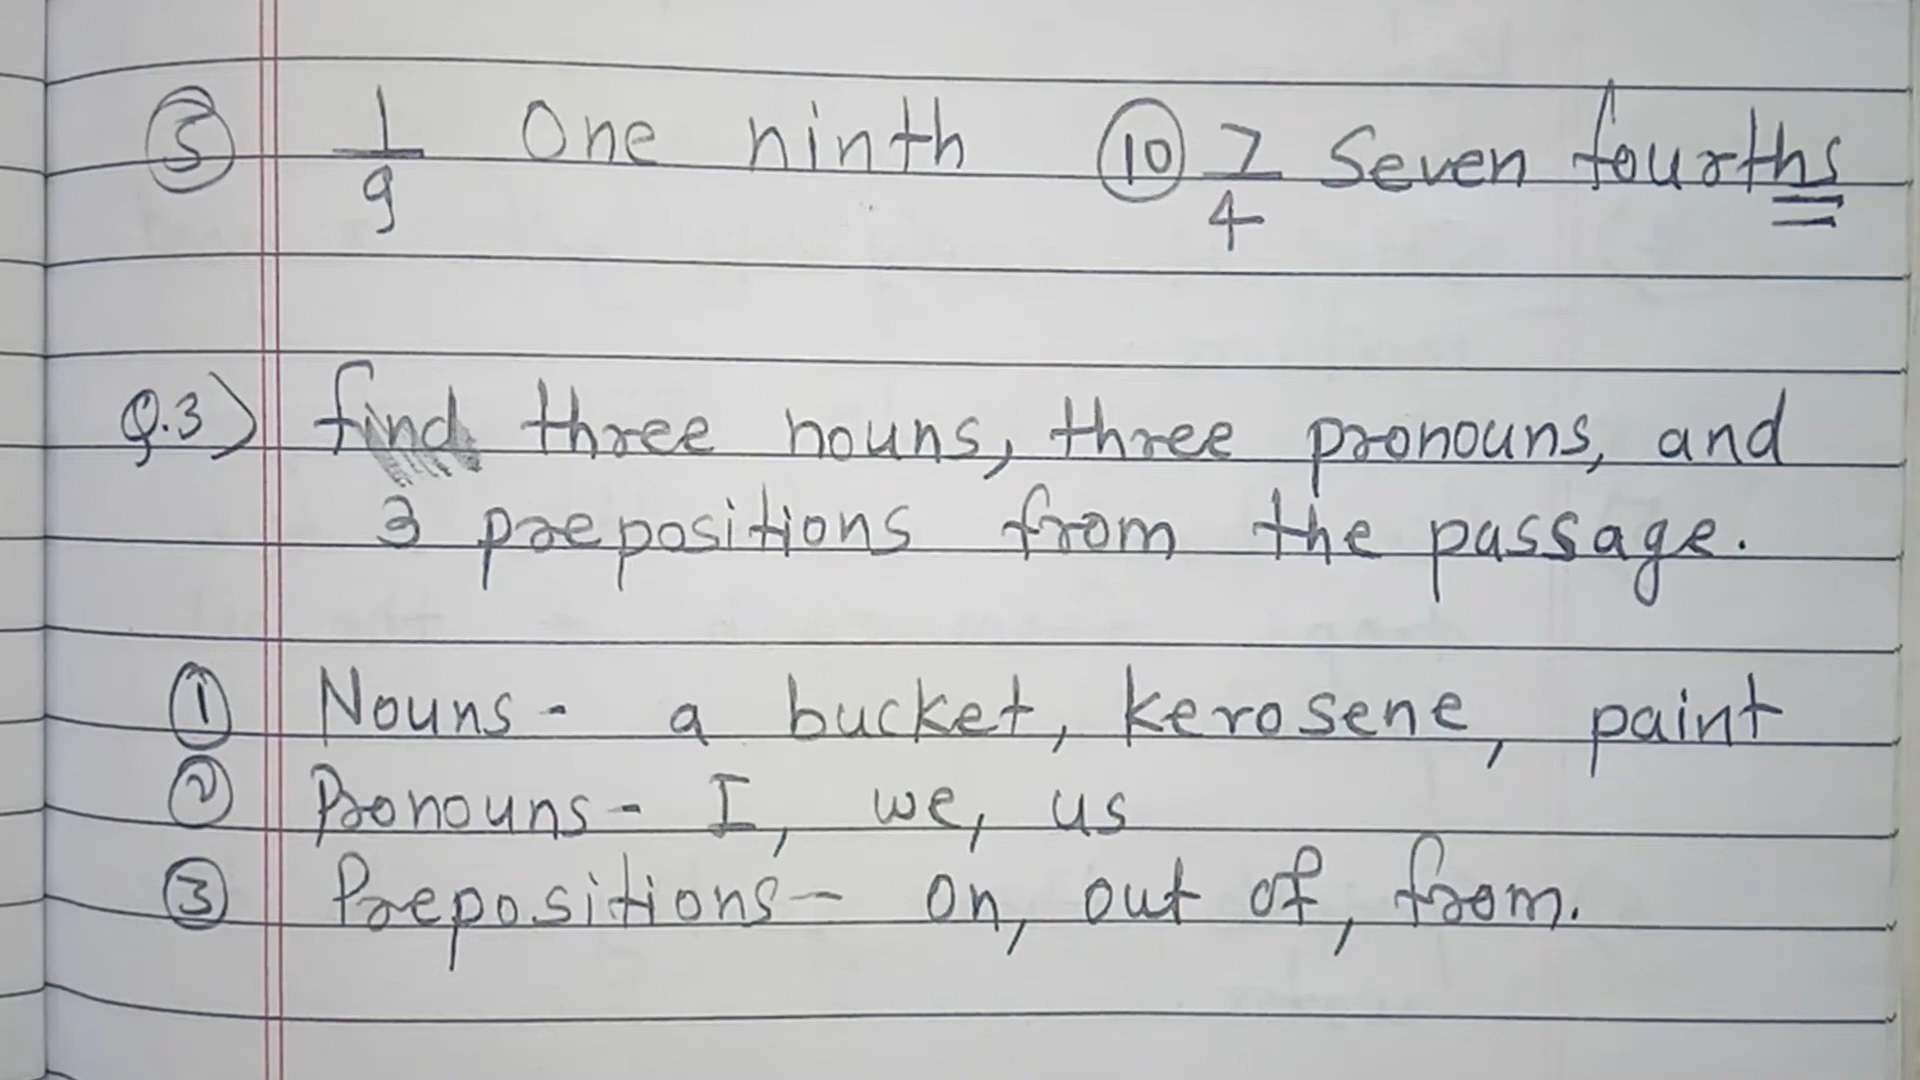 5 1/9 One ninth 10 7/4 Seven fourths
Q.3) find three nouns, three pronouns, and
3 prepositions from the passage.
1 Nouns - a bucket, kerosene, paint
2 Pronouns - I, we, us
3 Prepositions - on, out of, from.